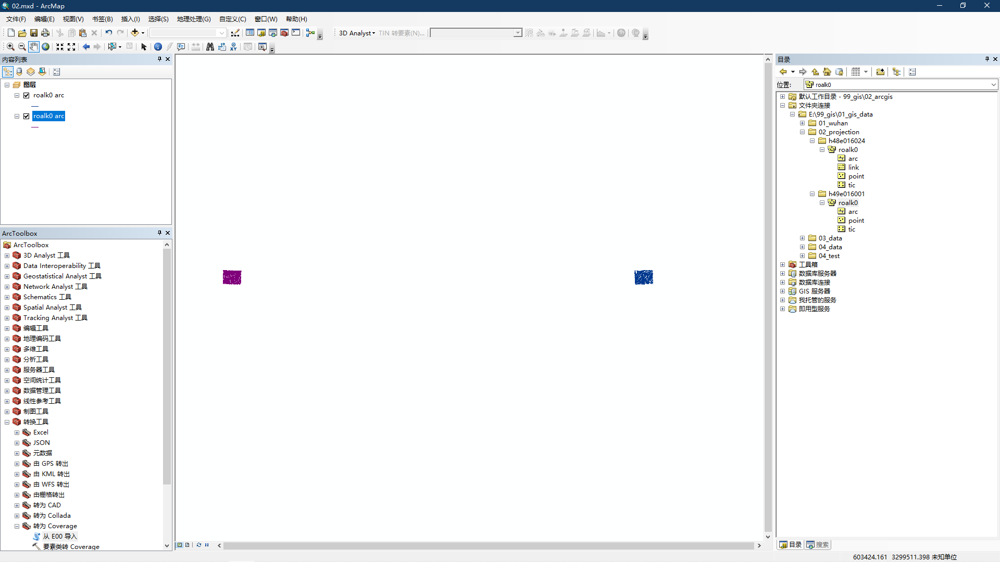 02.mxd - ArcMap
文件(F) 编辑(E) 视图(V) 书签(B) 插入(I) 选择(S) 地理处理(G) 自定义(C) 窗口(W) 帮助(H)
3D Analyst TIN 转要素(N)...
内容列表
图层
roalk0 arc
roalk0 arc
ArcToolbox
ArcToolbox
3D Analyst 工具
Data Interoperability 工具
Geostatistical Analyst 工具
Network Analyst 工具
Schematics 工具
Spatial Analyst 工具
Tracking Analyst 工具
编辑工具
地理编码工具
多维工具
分析工具
服务器工具
空间统计工具
数据管理工具
线性参考工具
制图工具
转换工具
Excel
JSON
元数据
由 GPS 转出
由 KML 转出
由 WFS 转出
由栅格转出
转为 CAD
转为 Collada
转为 Coverage
从 E00 导入
要素类转 Coverage
目录
位置: roalk0
默认工作目录 - 99_gis\02_arcgis
文件夹连接
E:\99_gis\01_gis_data
01_wuhan
02_projection
h48e016024
roalk0
arc
link
point
tic
h49e016001
roalk0
arc
point
tic
03_data
04_data
04_test
工具箱
数据库服务器
数据库连接
GIS 服务器
我托管的服务
即用型服务
目录 搜索
603424.161 3299511.398 未知单位